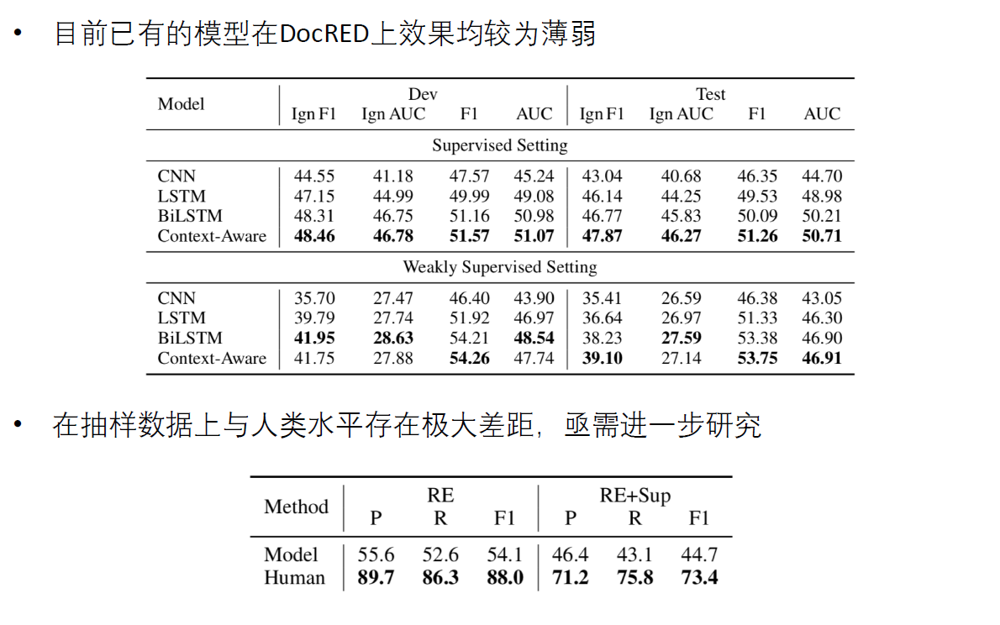 • 目前已有的模型在DocRED上效果均较为薄弱
Model Dev Test
Ign F1 Ign AUC F1 AUC Ign F1 Ign AUC F1 AUC
Supervised Setting
CNN 44.55 41.18 47.57 45.24 43.04 40.68 46.35 44.70
LSTM 47.15 44.99 49.99 49.08 46.14 44.25 49.53 48.98
BiLSTM 48.31 46.75 51.16 50.98 46.77 45.83 50.09 50.21
Context-Aware 48.46 46.78 51.57 51.07 47.87 46.27 51.26 50.71
Weakly Supervised Setting
CNN 35.70 27.47 46.40 43.90 35.41 26.59 46.38 43.05
LSTM 39.79 27.74 51.92 46.97 36.64 26.97 51.33 46.30
BiLSTM 41.95 28.63 54.21 48.54 38.23 27.59 53.38 46.90
Context-Aware 41.75 27.88 54.26 47.74 39.10 27.14 53.75 46.91
• 在抽样数据上与人类水平存在极大差距，亟需进一步研究
Method RE RE+Sup
P R F1 P R F1
Model 55.6 52.6 54.1 46.4 43.1 44.7
Human 89.7 86.3 88.0 71.2 75.8 73.4